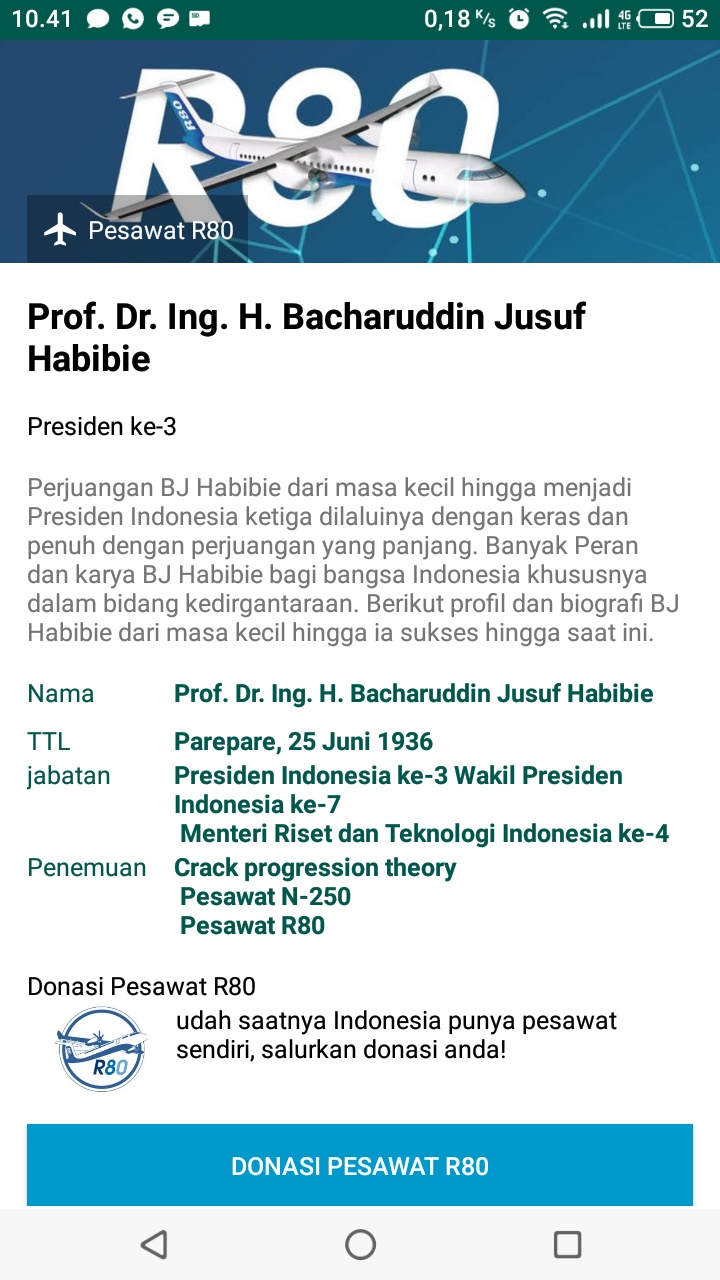 10.41
0,18 K/s
4G
LTE
52
R80
R80
Pesawat R80
Prof. Dr. Ing. H. Bacharuddin Jusuf
Habibie
Presiden ke-3
Perjuangan BJ Habibie dari masa kecil hingga menjadi
Presiden Indonesia ketiga dilaluinya dengan keras dan
penuh dengan perjuangan yang panjang. Banyak Peran
dan karya BJ Habibie bagi bangsa Indonesia khususnya
dalam bidang kedirgantaraan. Berikut profil dan biografi BJ
Habibie dari masa kecil hingga ia sukses hingga saat ini.
Nama Prof. Dr. Ing. H. Bacharuddin Jusuf Habibie
TTL Parepare, 25 Juni 1936
jabatan Presiden Indonesia ke-3 Wakil Presiden
Indonesia ke-7
Menteri Riset dan Teknologi Indonesia ke-4
Penemuan Crack progression theory
Pesawat N-250
Pesawat R80
Donasi Pesawat R80
R80
udah saatnya Indonesia punya pesawat
sendiri, salurkan donasi anda!
DONASI PESAWAT R80